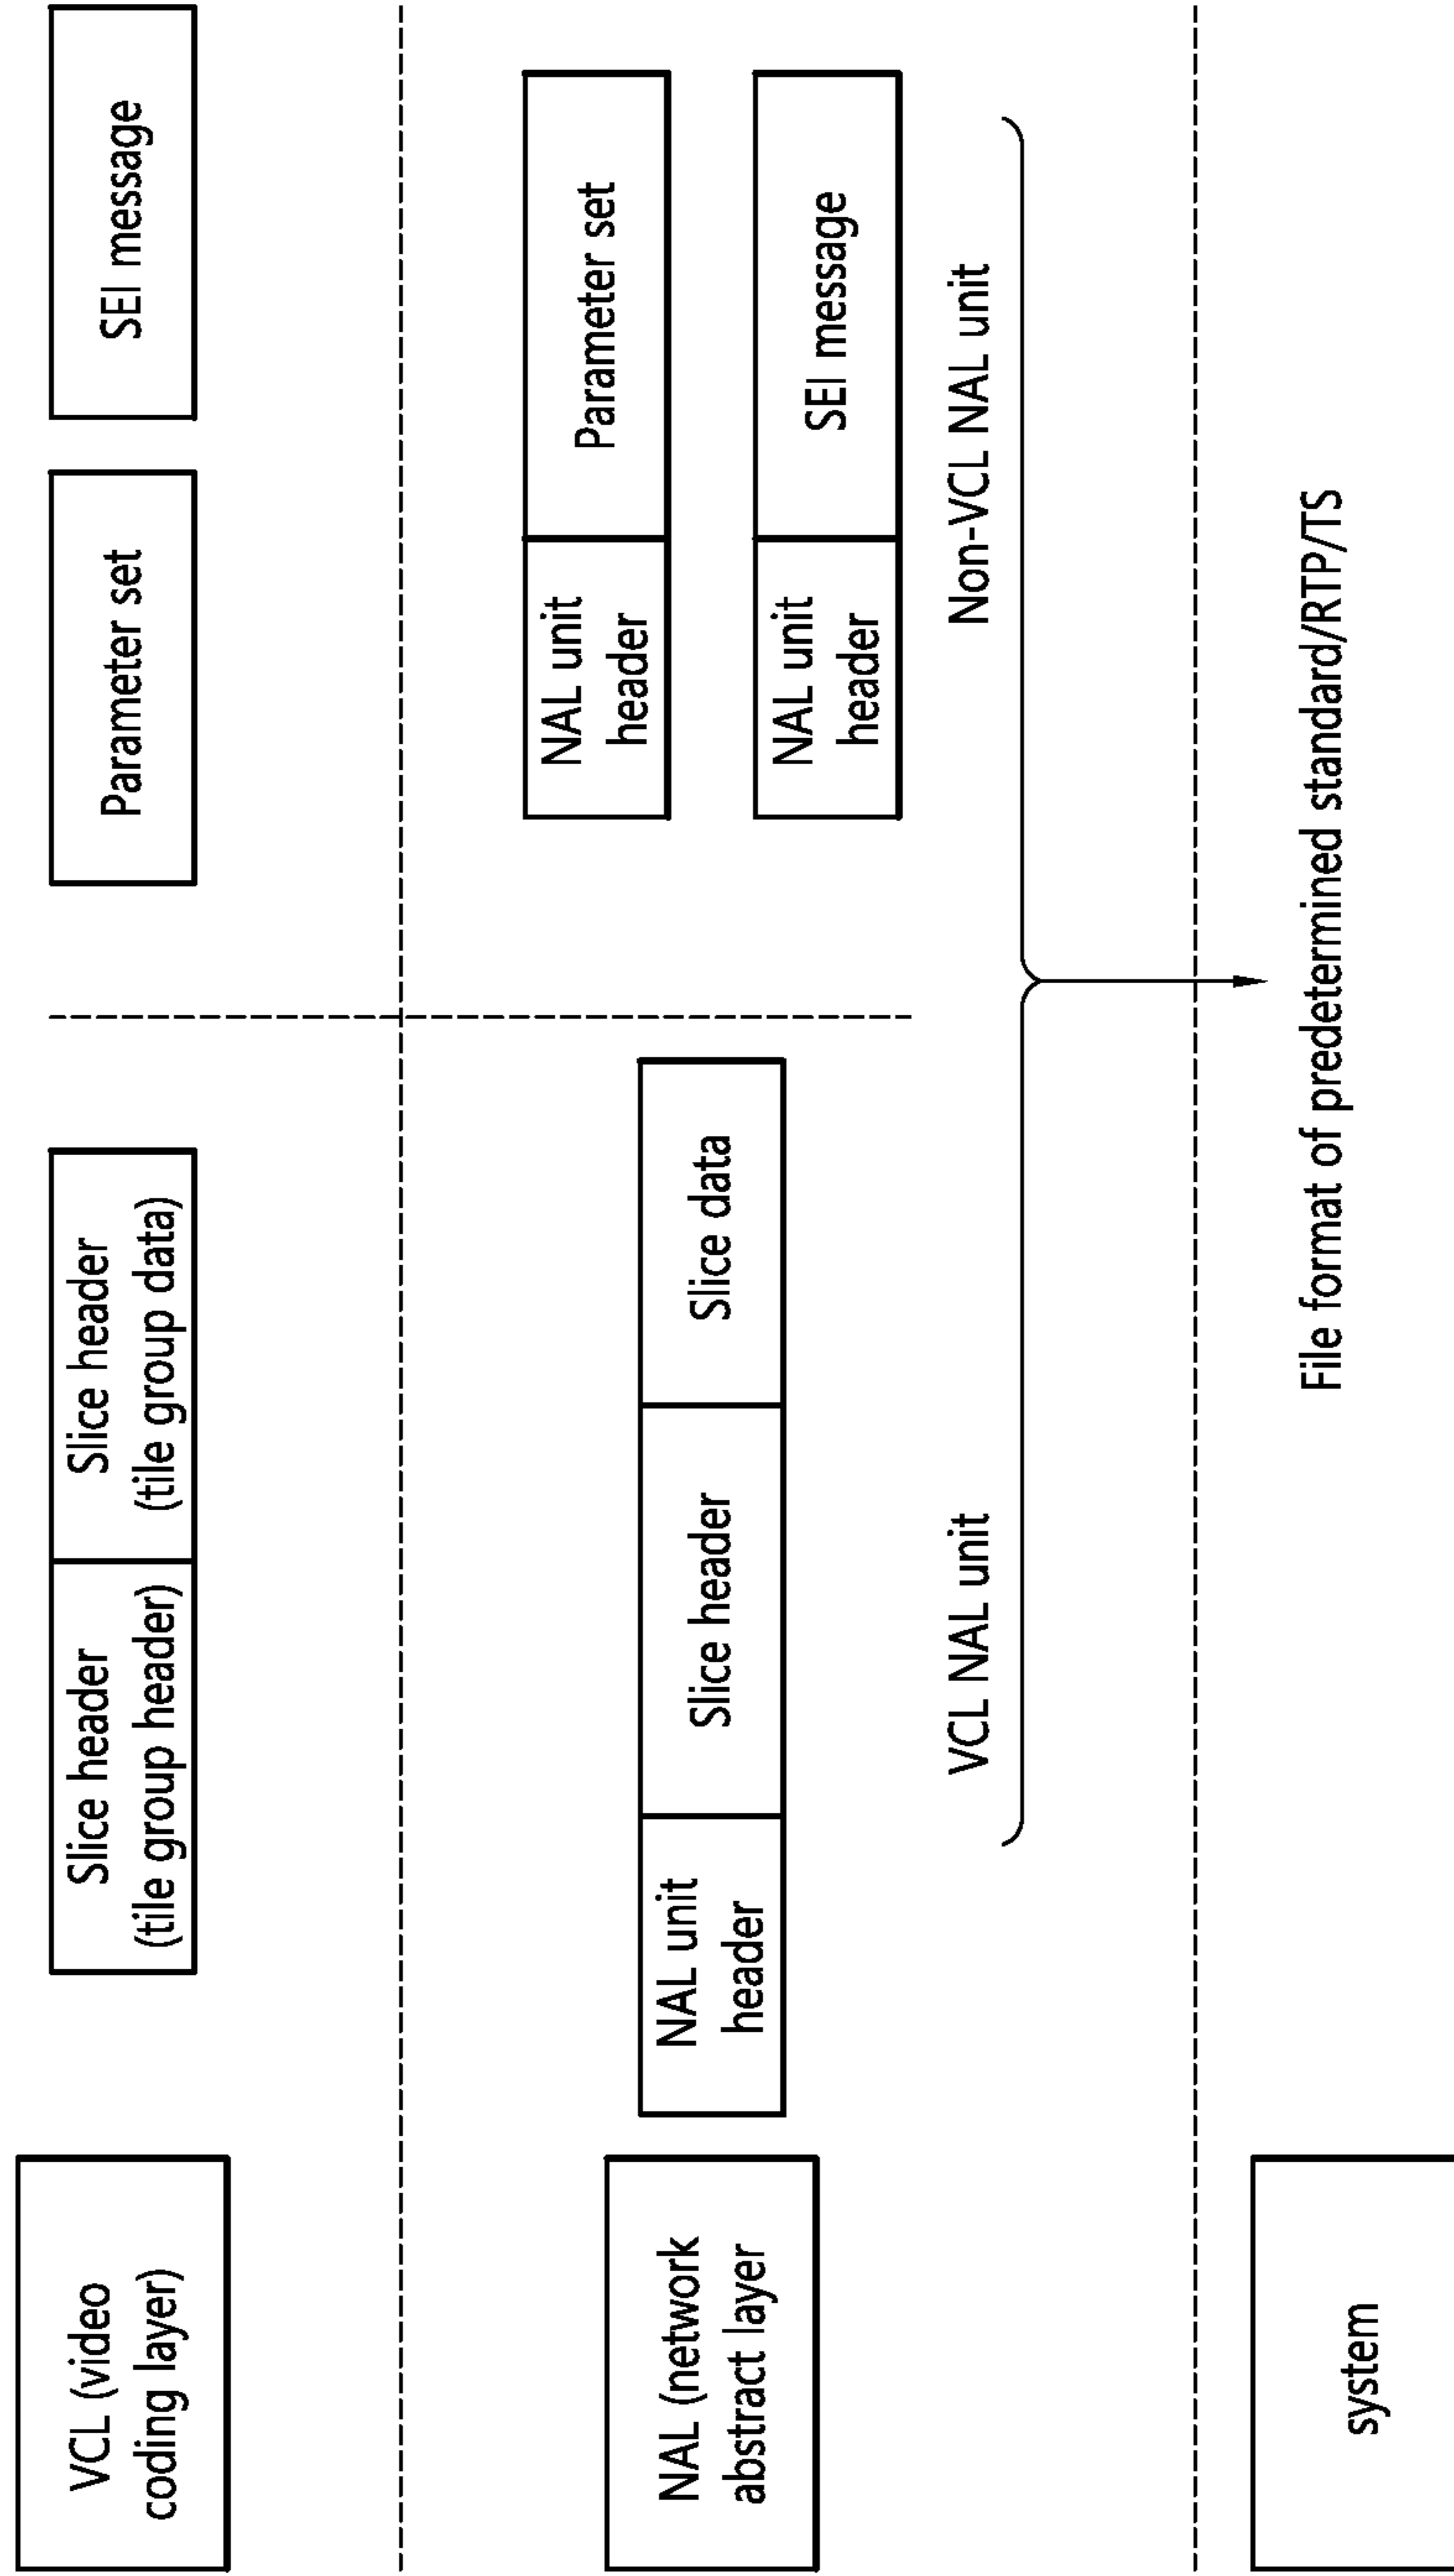 VCL (video
coding layer)
Slice header
(tile group header)
Slice header
(tile group data)
Parameter set
SEI message
NAL (network
abstract layer
NAL unit
header
Slice header
Slice data
NAL unit
header
Parameter set
NAL unit
header
SEI message
VCL NAL unit
Non-VCL NAL unit
system
File format of predetermined standard/RTP/TS